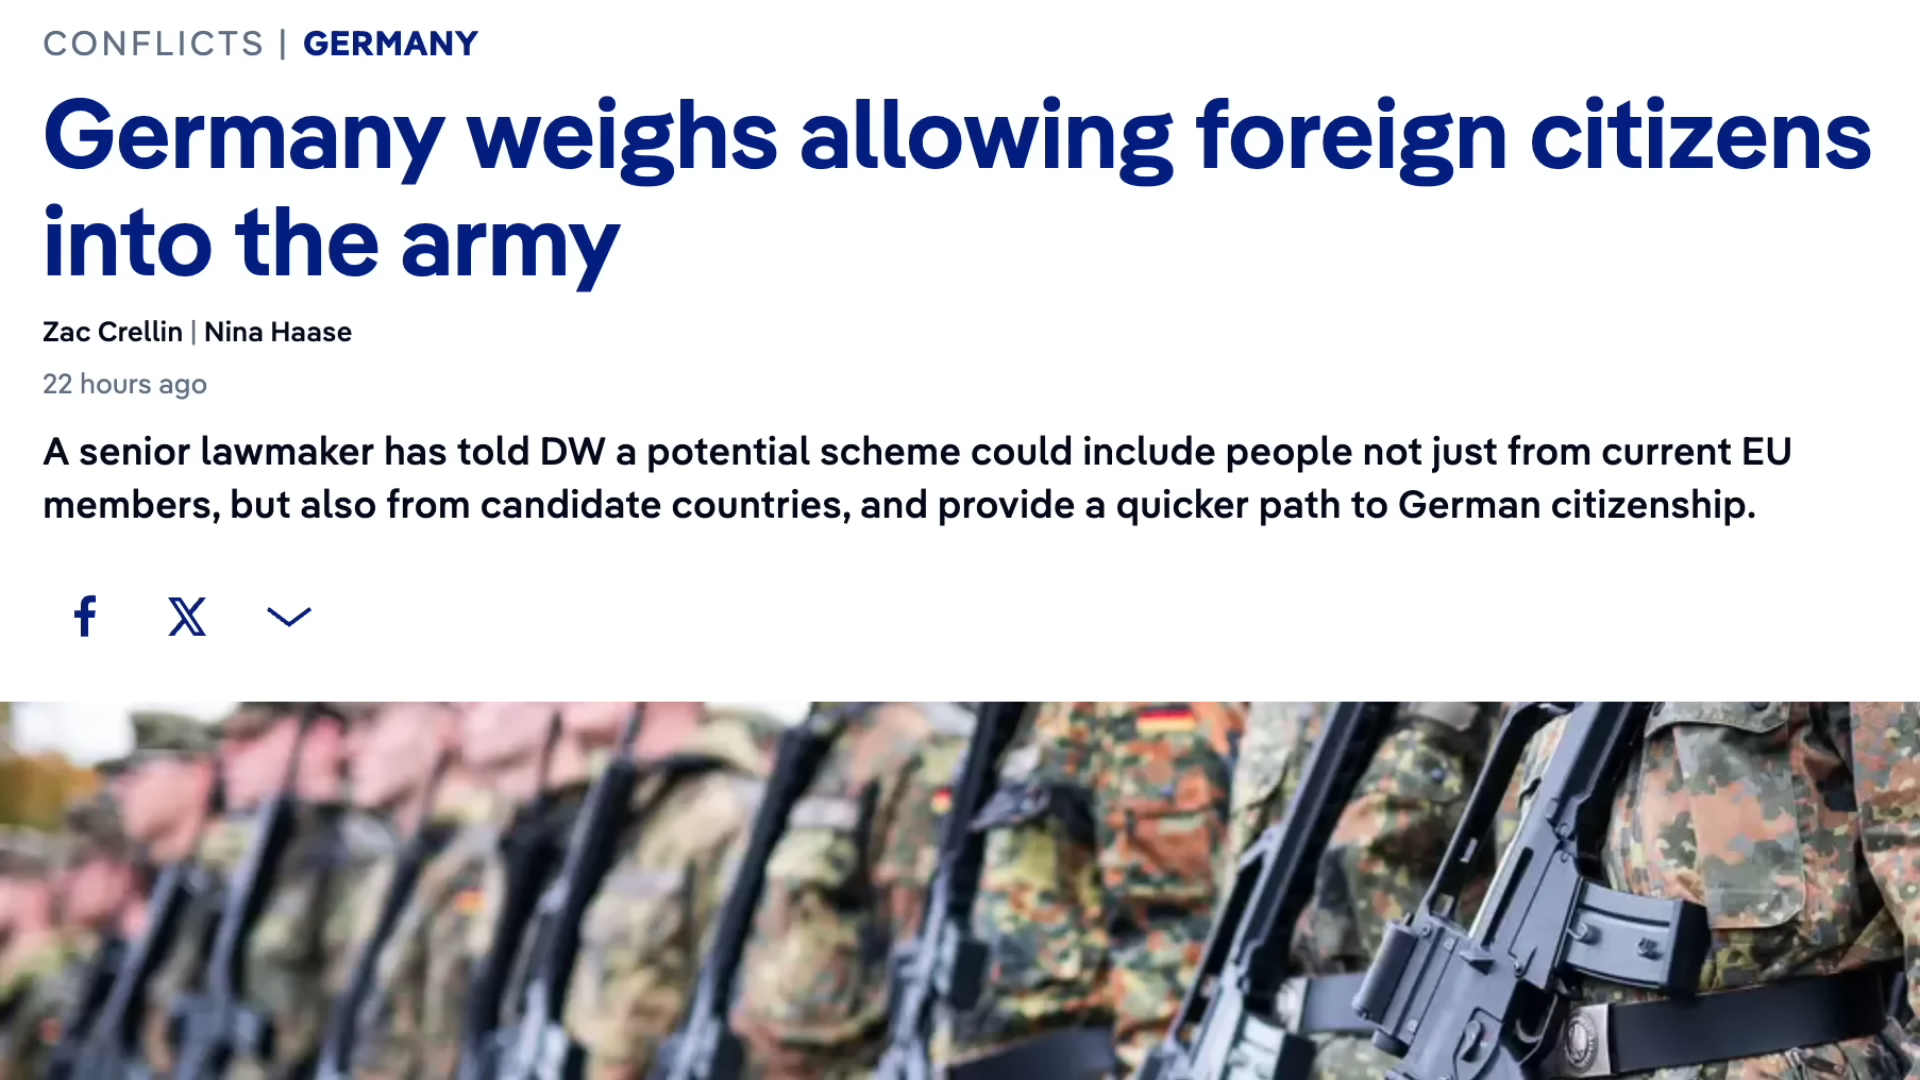 CONFLICTS | GERMANY
Germany weighs allowing foreign citizens
into the army
Zac Crellin | Nina Haase
22 hours ago
A senior lawmaker has told DW a potential scheme could include people not just from current EU
members, but also from candidate countries, and provide a quicker path to German citizenship.